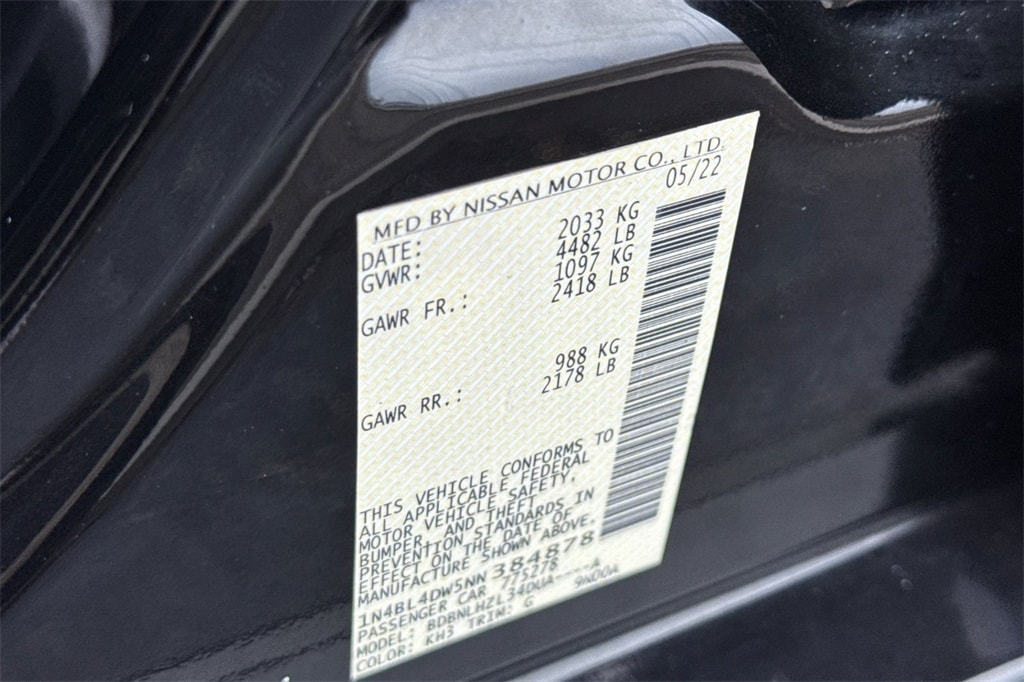 MFD BY NISSAN MOTOR CO., LTD.
DATE: 05/22
GVWR: 2033 KG
4482 LB
GAWR FR.: 1097 KG
2418 LB
GAWR RR.: 988 KG
2178 LB
THIS VEHICLE CONFORMS TO
ALL APPLICABLE FEDERAL
MOTOR VEHICLE SAFETY,
BUMPER, AND THEFT
PREVENTION STANDARDS IN
EFFECT ON THE DATE OF
MANUFACTURE SHOWN ABOVE.
1N4BL4DW5NN384878
PASSENGER CAR 775278
MODEL: BDBNLHZL34DUA----A
COLOR: KH3 TRIM: G 9N00A